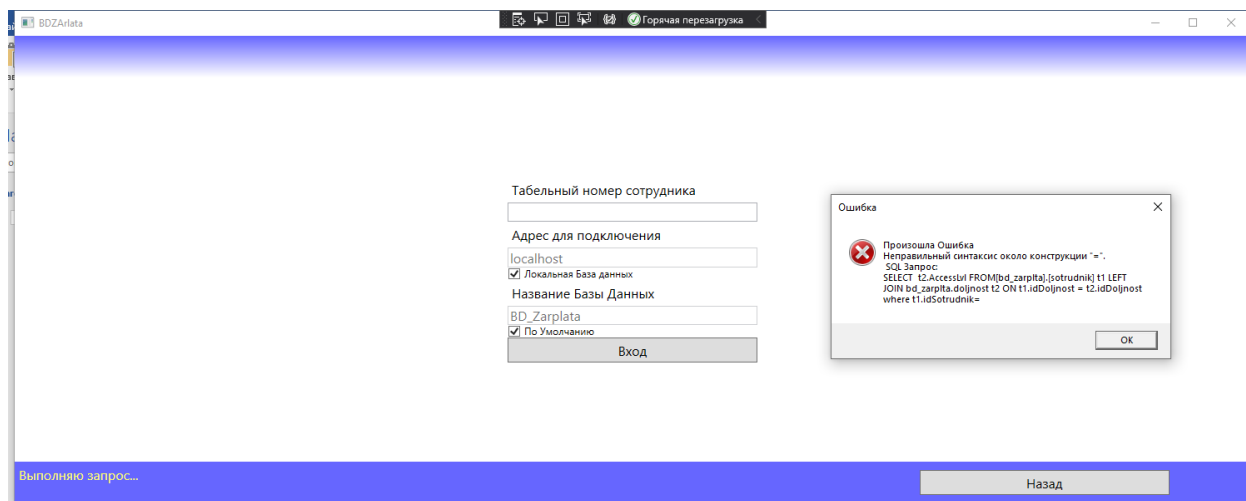 BDZArlata
Горячая перезагрузка
Табельный номер сотрудника
Адрес для подключения
localhost
Локальная База данных
Название Базы Данных
BD_Zarplata
По Умолчанию
Вход
Ошибка
Произошла Ошибка
Неправильный синтаксис около конструкции "=".
SQL Запрос:
SELECT t2.AccessLvl FROM[bd_zarplta].[sotrudnik] t1 LEFT
JOIN bd_zarplta.doljnost t2 ON t1.idDoljnost = t2.idDoljnost
where t1.idSotrudnik=
ОК
Выполняю запрос...
Назад